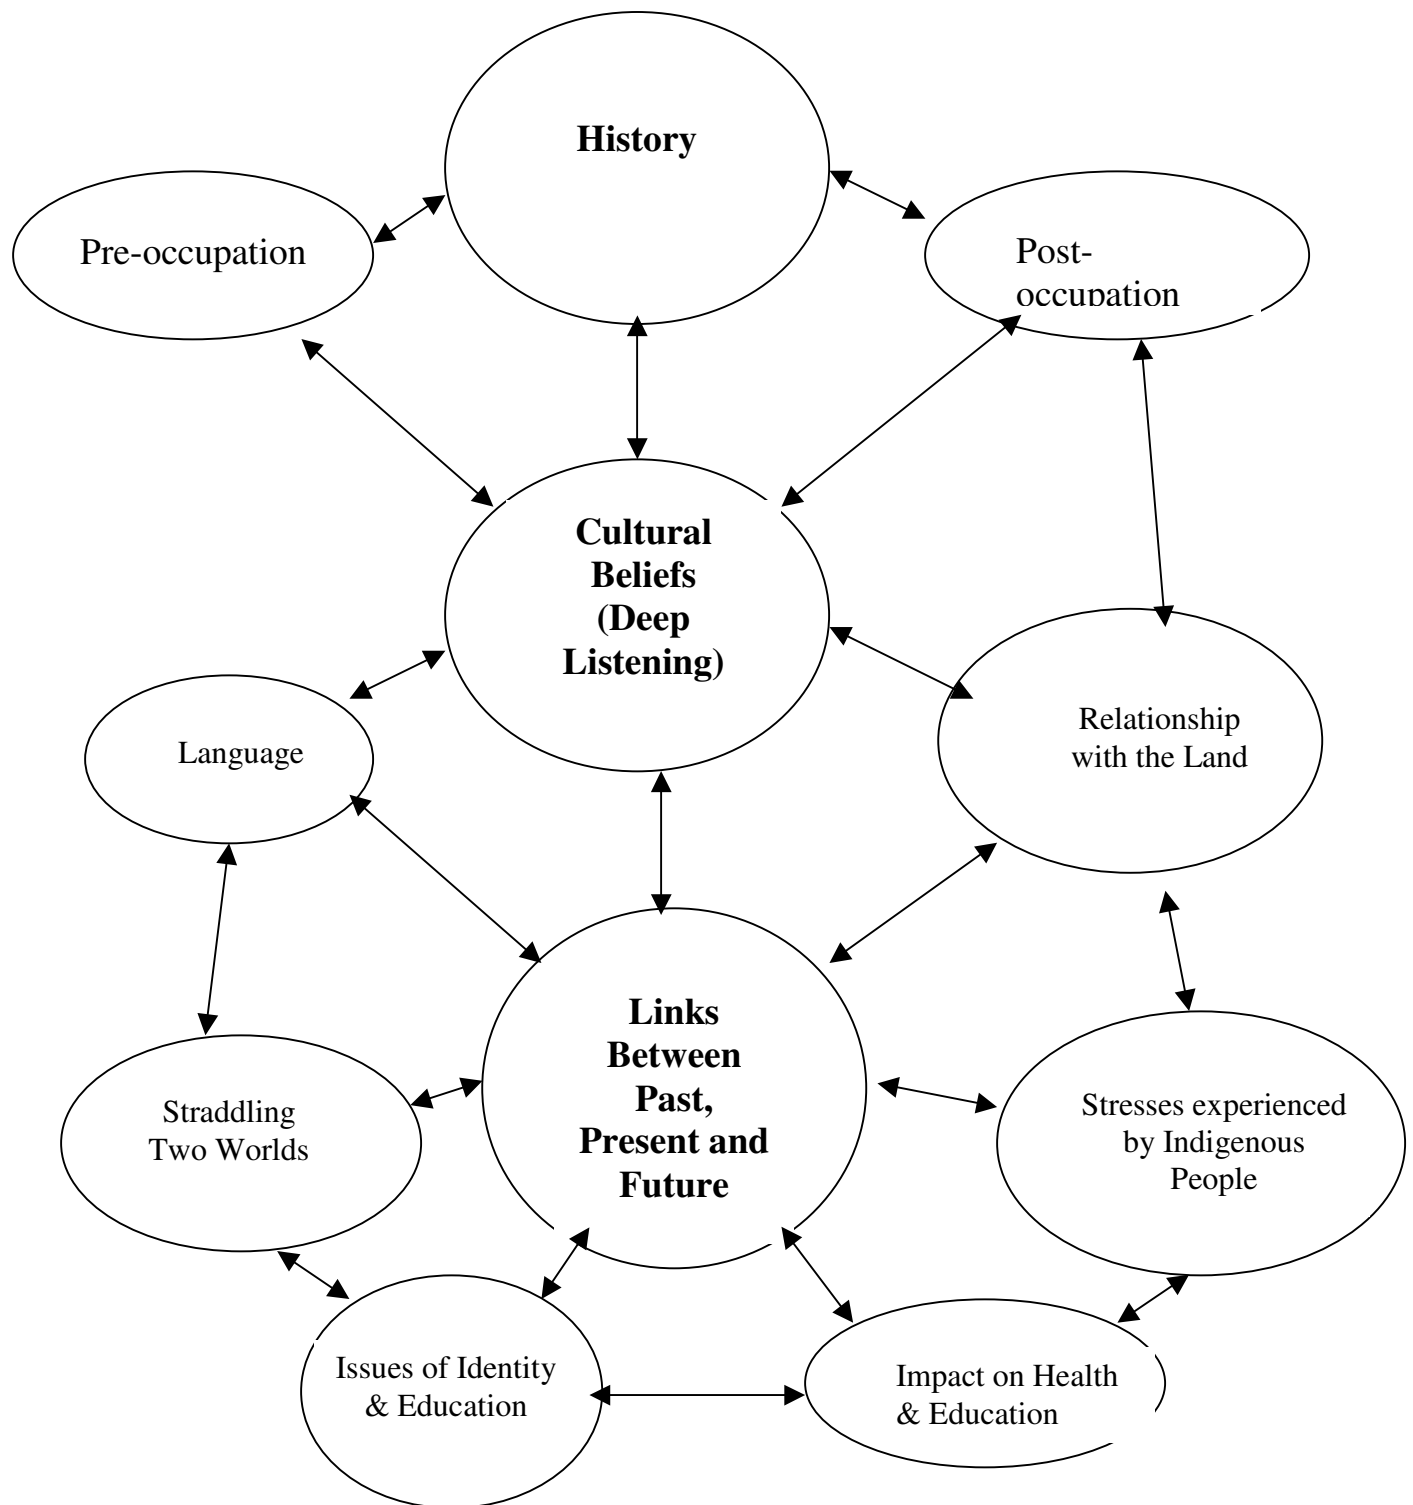 History
Pre-occupation
Post-
occupation
Cultural
Beliefs
(Deep
Listening)
Language
Relationship
with the Land
Links
Between
Past,
Present and
Future
Straddling
Two Worlds
Stresses experienced
by Indigenous
People
Issues of Identity
& Education
Impact on Health
& Education